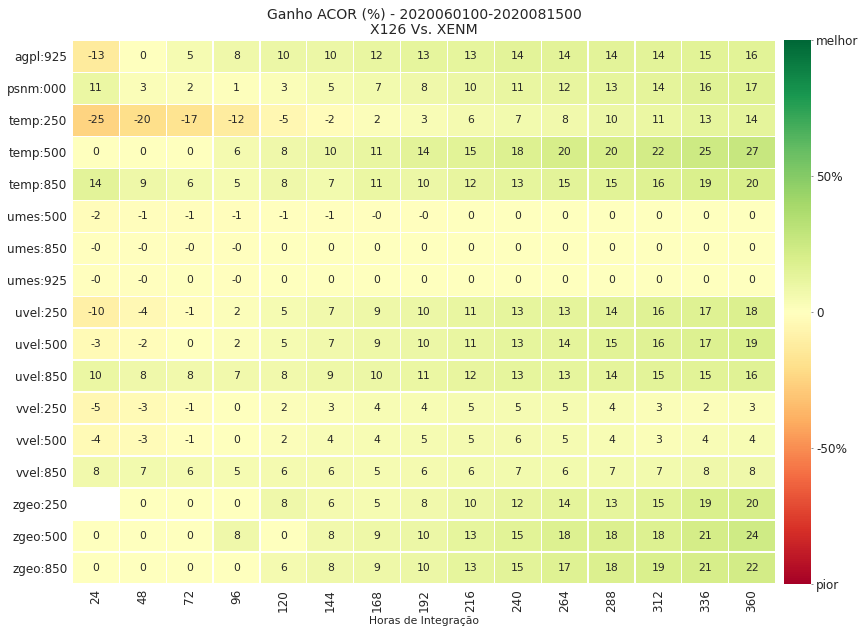 Ganho ACOR (%) - 2020060100-2020081500
X126 Vs. XENM
agpl:925 -13 0 5 8 10 10 12 13 13 14 14 14 14 15 16
psnm:000 11 3 2 1 3 5 7 8 10 11 12 13 14 16 17
temp:250 -25 -20 -17 -12 -5 -2 2 3 6 7 8 10 11 13 14
temp:500 0 0 0 6 8 10 11 14 15 18 20 20 22 25 27
temp:850 14 9 6 5 8 7 11 10 12 13 15 15 16 19 20
umes:500 -2 -1 -1 -1 -1 -1 -0 -0 0 0 0 0 0 0 0
umes:850 -0 -0 -0 -0 0 0 0 0 0 0 0 0 0 0 0
umes:925 -0 -0 0 -0 0 0 0 0 0 0 0 0 0 0 0
uvel:250 -10 -4 -1 2 5 7 9 10 11 13 13 14 16 17 18
uvel:500 -3 -2 0 2 5 7 9 10 11 13 14 15 16 17 19
uvel:850 10 8 8 7 8 9 10 11 12 13 13 14 15 15 16
vvel:250 -5 -3 -1 0 2 3 4 4 5 5 5 4 3 2 3
vvel:500 -4 -3 -1 0 2 4 4 5 5 6 5 4 3 4 4
vvel:850 8 7 6 5 6 6 5 6 6 7 6 7 7 8 8
zgeo:250 0 0 0 8 6 5 8 10 12 14 13 15 19 20
zgeo:500 0 0 0 8 0 8 9 10 13 15 18 18 18 21 24
zgeo:850 0 0 0 0 6 8 9 10 13 15 17 18 19 21 22
24 48 72 96 120 144 168 192 216 240 264 288 312 336 360
Horas de Integração
melhor
50%
0
-50%
pior